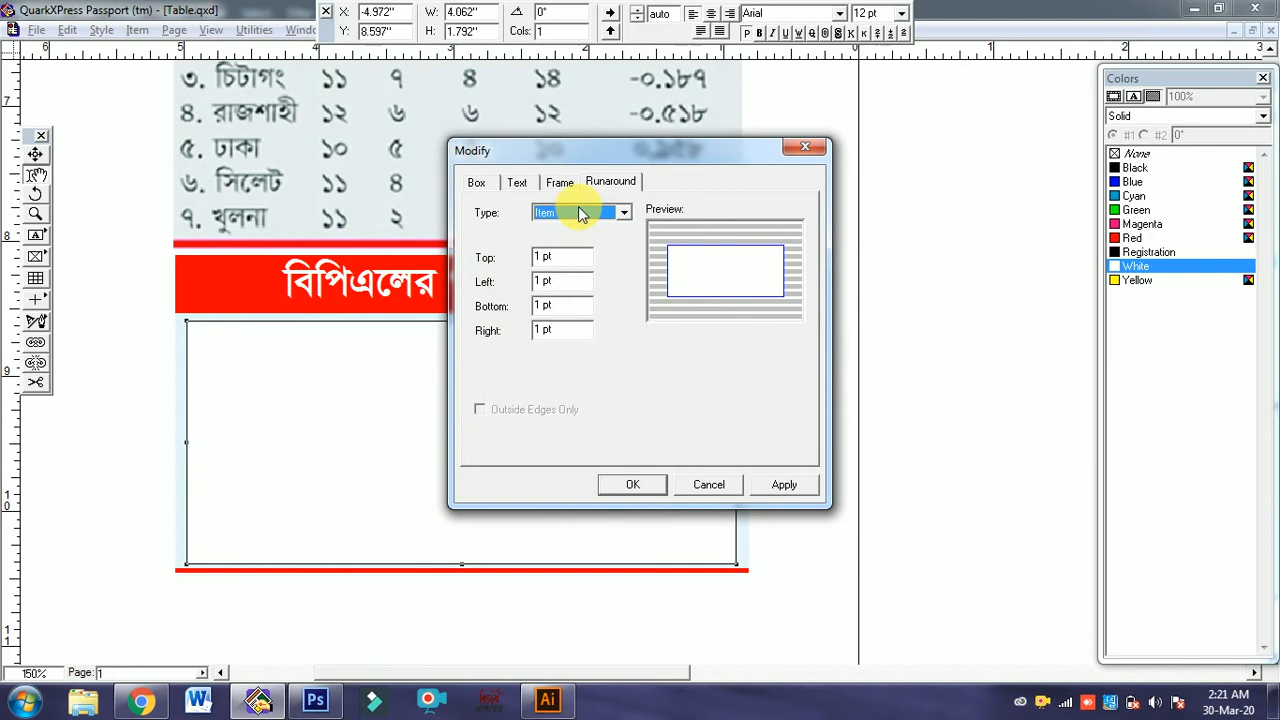 QuarkXPress Passport (tm) - [Table.qxd]
File Edit Style Item Page View Utilities Windo
X: -4.972" W: 4.062" 0° auto Arial 12 pt
Y: 8.597" H: 1.792" Cols: 1
৩. চিটাগং ১১ ৭ ৪ ১৪ -০.১৮৭
৪. রাজশাহী ১২ ৬ ৬ ১২ -০.৫১৮
৫. ঢাকা ১০ ৫
৬. সিলেট ১১ ৪
৭. খুলনা ১১ ২
বিপিএলের
Modify
Box Text Frame Runaround
Type: Item Preview:
Top: 1 pt
Left: 1 pt
Bottom: 1 pt
Right: 1 pt
Outside Edges Only
OK Cancel Apply
Colors
100%
Solid
#1 #2 0°
None
Black
Blue
Cyan
Green
Magenta
Red
Registration
White
Yellow
150% Page: 1
2:21 AM
30-Mar-20